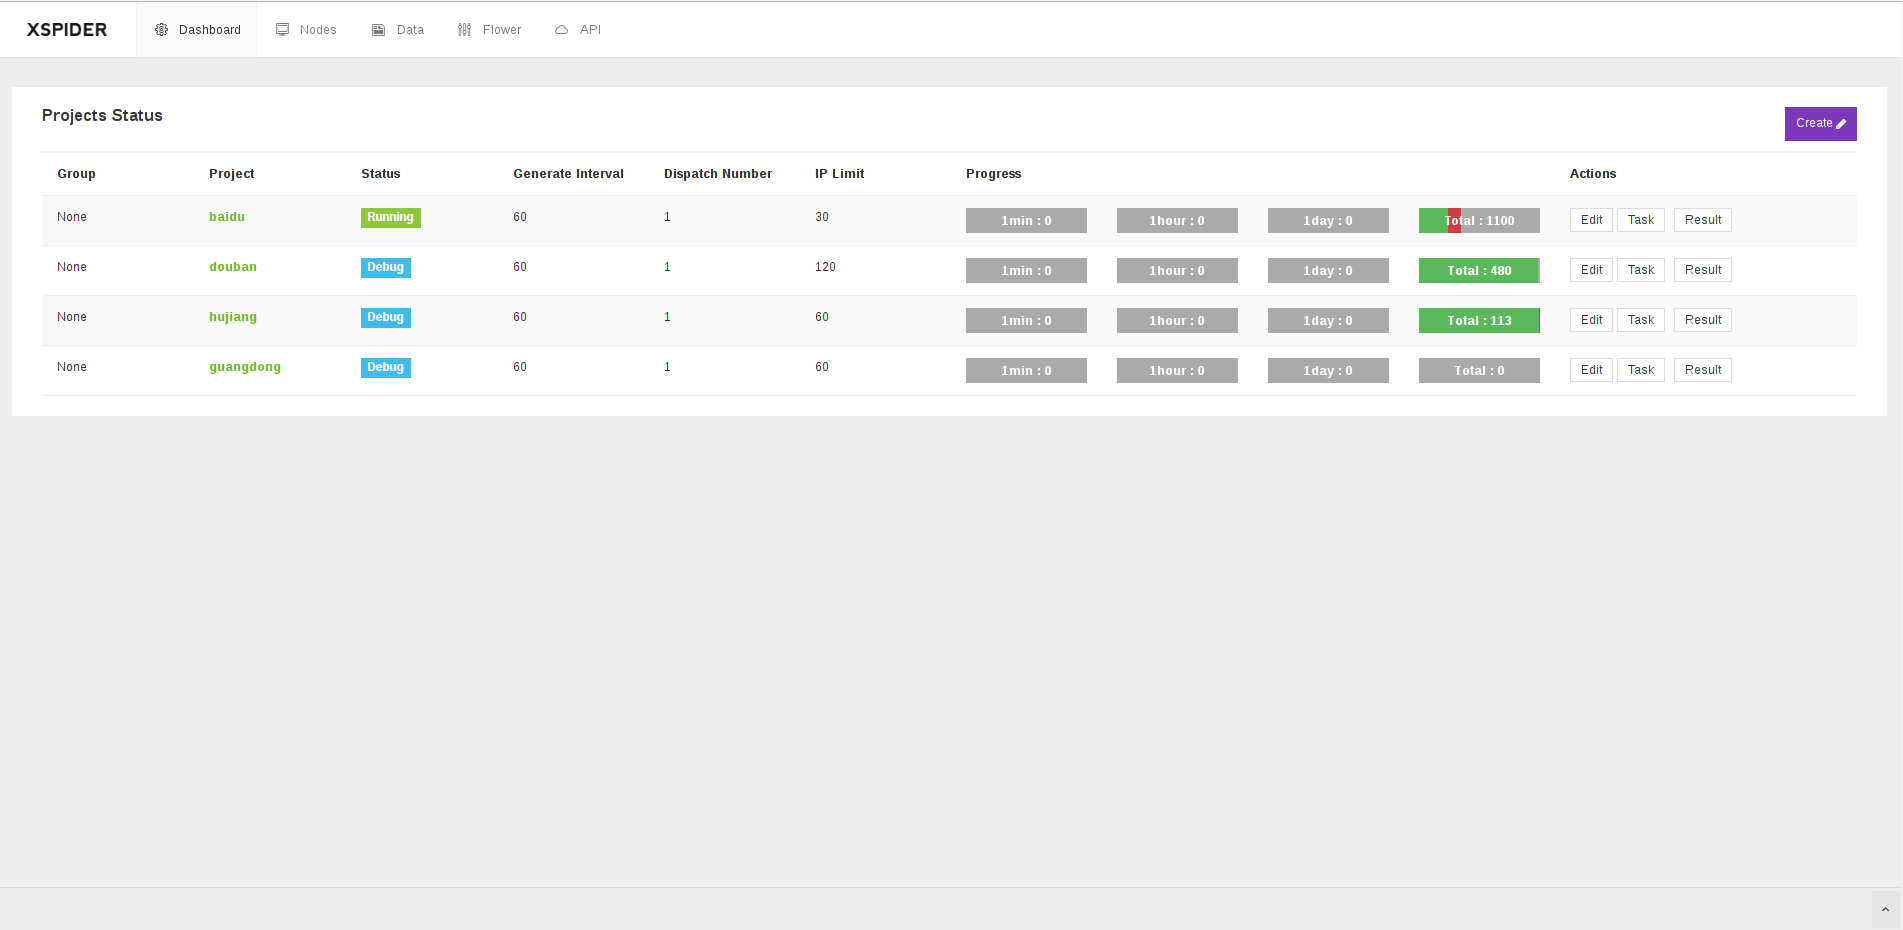 XSPIDER Dashboard Nodes Data Flower API
Projects Status
Create
Group Project Status Generate Interval Dispatch Number IP Limit Progress Actions
None baidu Running 60 1 30 1min : 0 1hour : 0 1day : 0 Total : 1100 Edit Task Result
None douban Debug 60 1 120 1min : 0 1hour : 0 1day : 0 Total : 480 Edit Task Result
None hujiang Debug 60 1 60 1min : 0 1hour : 0 1day : 0 Total : 113 Edit Task Result
None guangdong Debug 60 1 60 1min : 0 1hour : 0 1day : 0 Total : 0 Edit Task Result